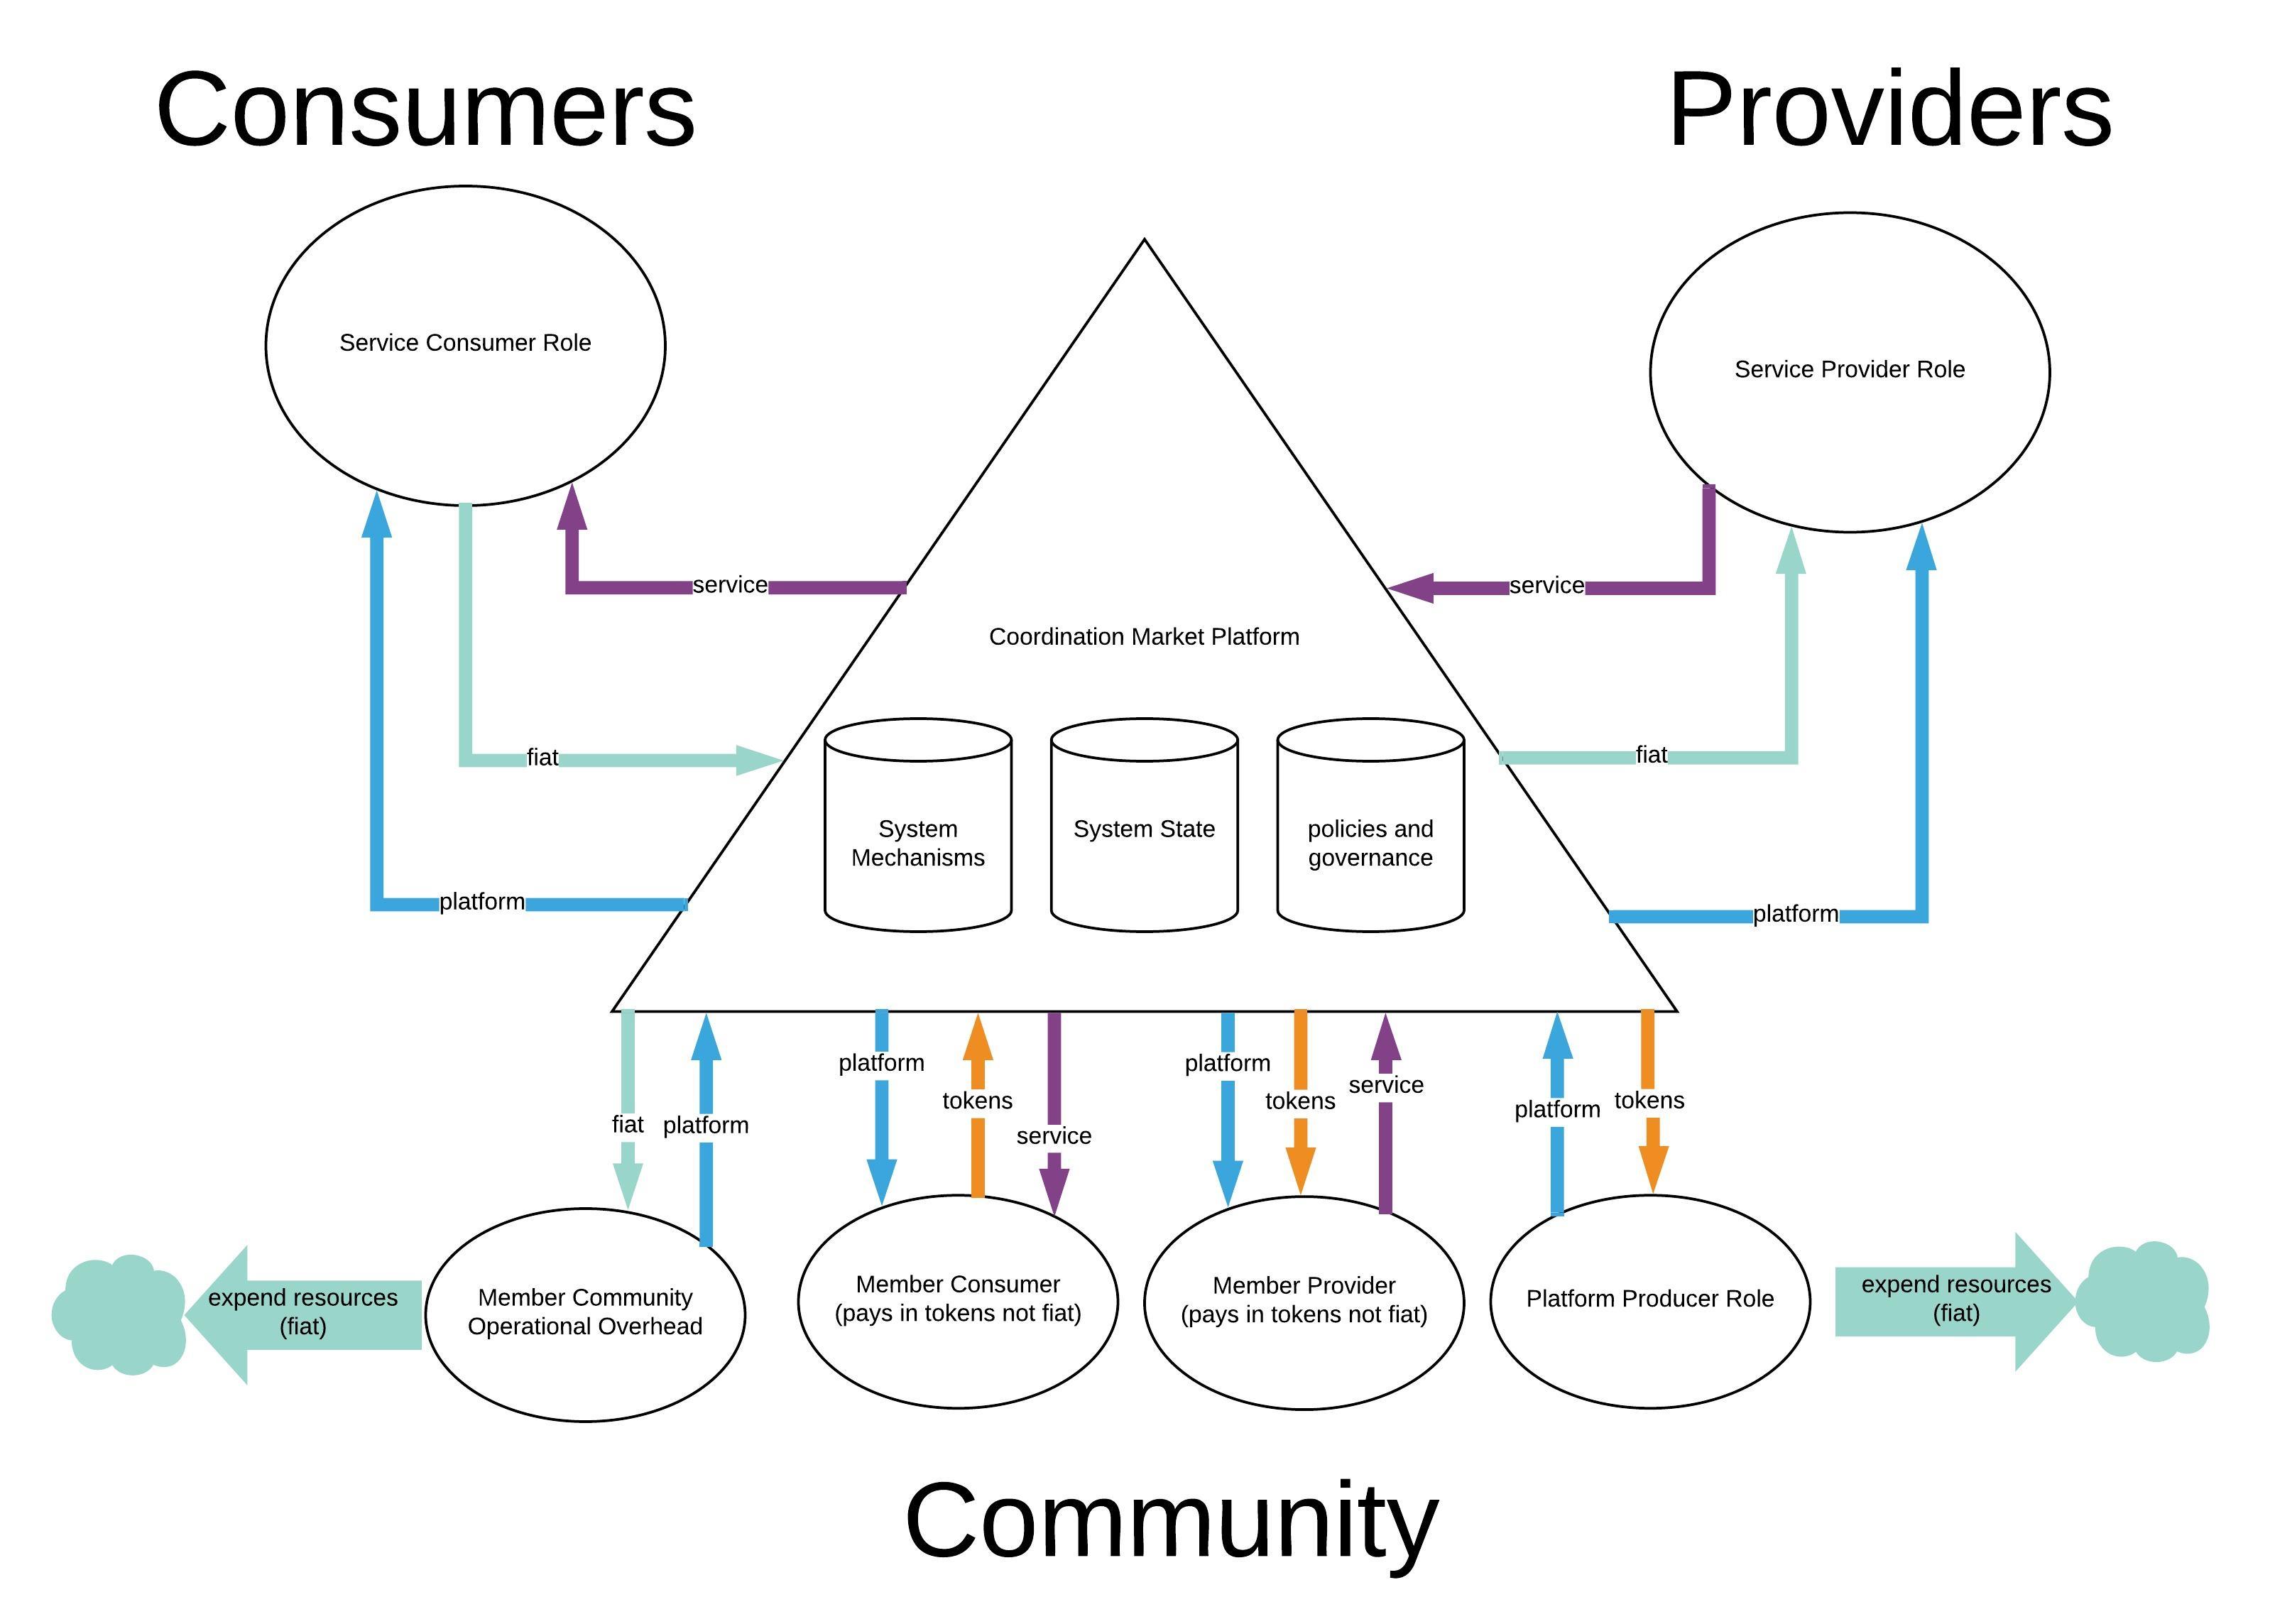 Consumers
Providers
Service Consumer Role
Service Provider Role
service
service
Coordination Market Platform
fiat
fiat
System
Mechanisms
System State
policies and
governance
platform
platform
fiat
platform
platform
tokens
service
platform
tokens
service
platform
tokens
expend resources
(fiat)
Member Community
Operational Overhead
Member Consumer
(pays in tokens not fiat)
Member Provider
(pays in tokens not fiat)
Platform Producer Role
expend resources
(fiat)
Community